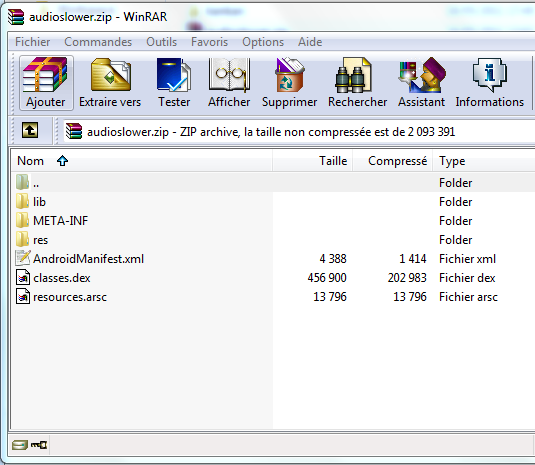 audioslower.zip - WinRAR
Fichier Commandes Outils Favoris Options Aide
Ajouter Extraire vers Tester Afficher Supprimer Rechercher Assistant Informations
audioslower.zip - ZIP archive, la taille non compressée est de 2 093 391
Nom Taille Compressé Type
.. Folder
lib Folder
META-INF Folder
res Folder
AndroidManifest.xml 4 388 1 414 Fichier xml
classes.dex 456 900 202 983 Fichier dex
resources.arsc 13 796 13 796 Fichier arsc